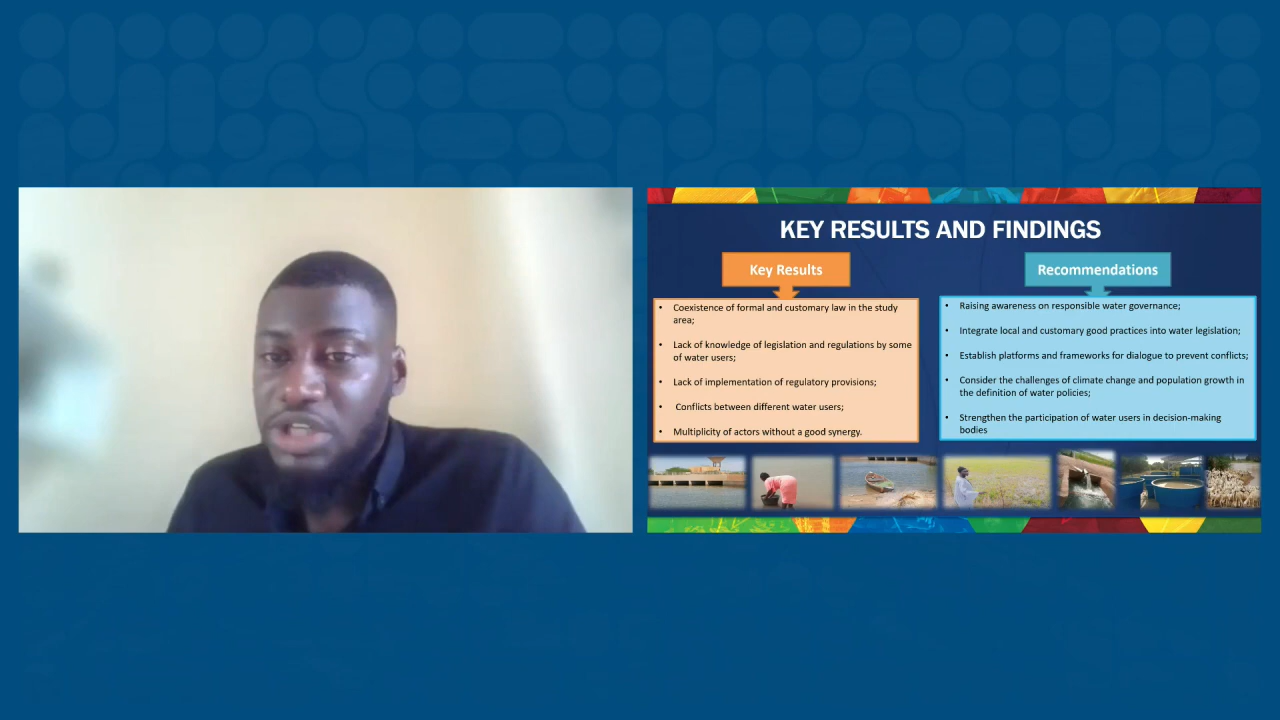 KEY RESULTS AND FINDINGS
Key Results
Recommendations
• Coexistence of formal and customary law in the study
area;
• Lack of knowledge of legislation and regulations by some
of water users;
• Lack of implementation of regulatory provisions;
• Conflicts between different water users;
• Multiplicity of actors without a good synergy.
• Raising awareness on responsible water governance;
• Integrate local and customary good practices into water legislation;
• Establish platforms and frameworks for dialogue to prevent conflicts;
• Consider the challenges of climate change and population growth in
the definition of water policies;
• Strengthen the participation of water users in decision-making
bodies